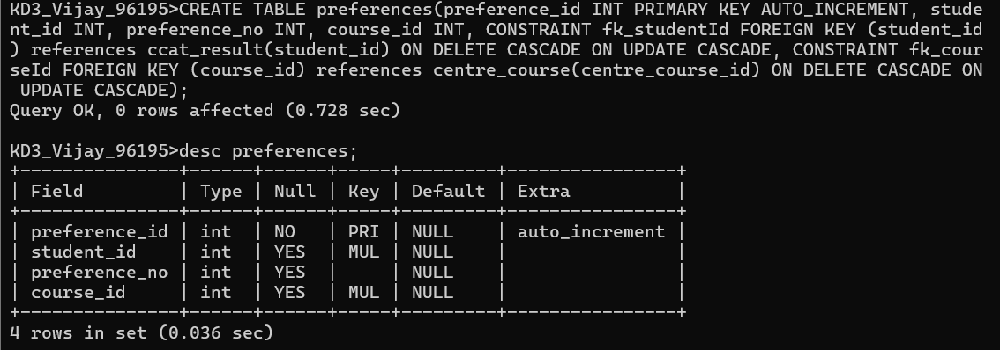 KD3_Vijay_96195>CREATE TABLE preferences(preference_id INT PRIMARY KEY AUTO_INCREMENT, stude
nt_id INT, preference_no INT, course_id INT, CONSTRAINT fk_studentId FOREIGN KEY (student_id
) references ccat_result(student_id) ON DELETE CASCADE ON UPDATE CASCADE, CONSTRAINT fk_cour
seId FOREIGN KEY (course_id) references centre_course(centre_course_id) ON DELETE CASCADE ON
 UPDATE CASCADE);
Query OK, 0 rows affected (0.728 sec)

KD3_Vijay_96195>desc preferences;
+---------------+------+------+-----+---------+----------------+
| Field         | Type | Null | Key | Default | Extra          |
+---------------+------+------+-----+---------+----------------+
| preference_id | int  | NO   | PRI | NULL    | auto_increment |
| student_id    | int  | YES  | MUL | NULL    |                |
| preference_no | int  | YES  |     | NULL    |                |
| course_id     | int  | YES  | MUL | NULL    |                |
+---------------+------+------+-----+---------+----------------+
4 rows in set (0.036 sec)